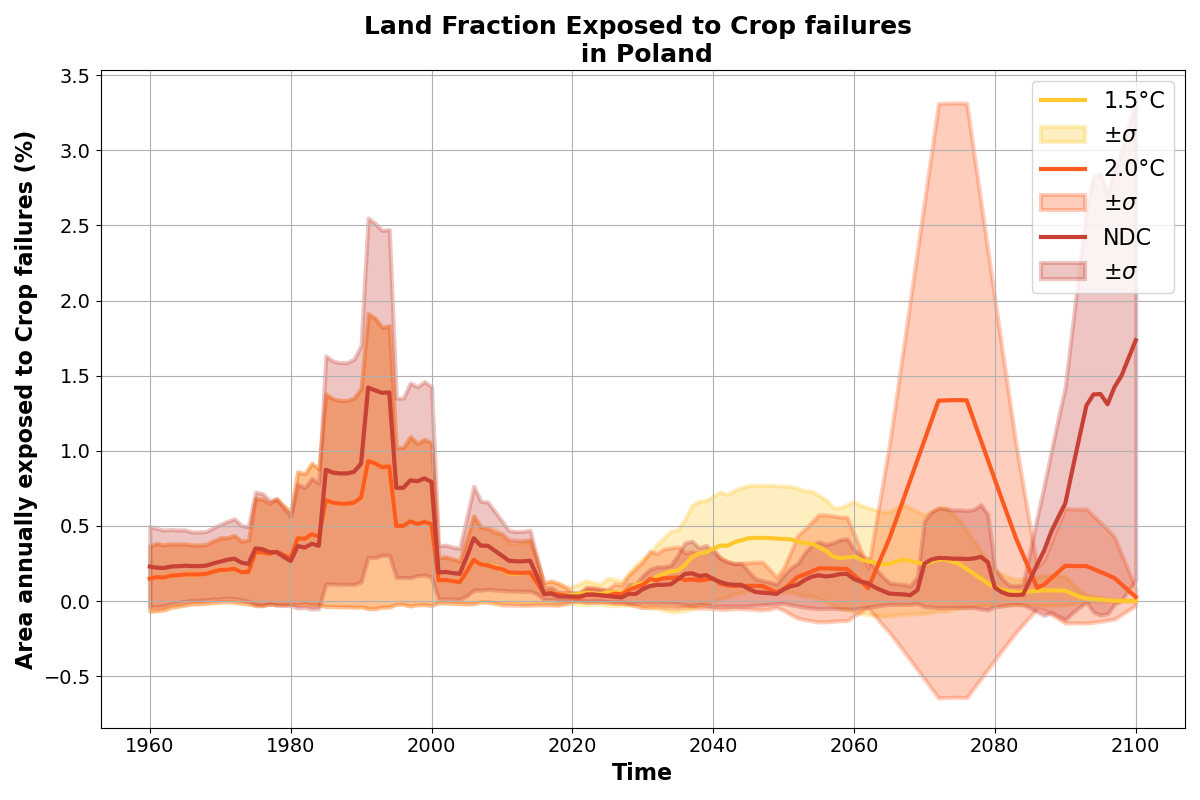 Land Fraction Exposed to Crop failures
in Poland
Area annually exposed to Crop failures (%)
3.5
3.0
2.5
2.0
1.5
1.0
0.5
0.0
−0.5
1.5°C
±σ
2.0°C
±σ
NDC
±σ
1960
1980
2000
2020
2040
2060
2080
2100
Time